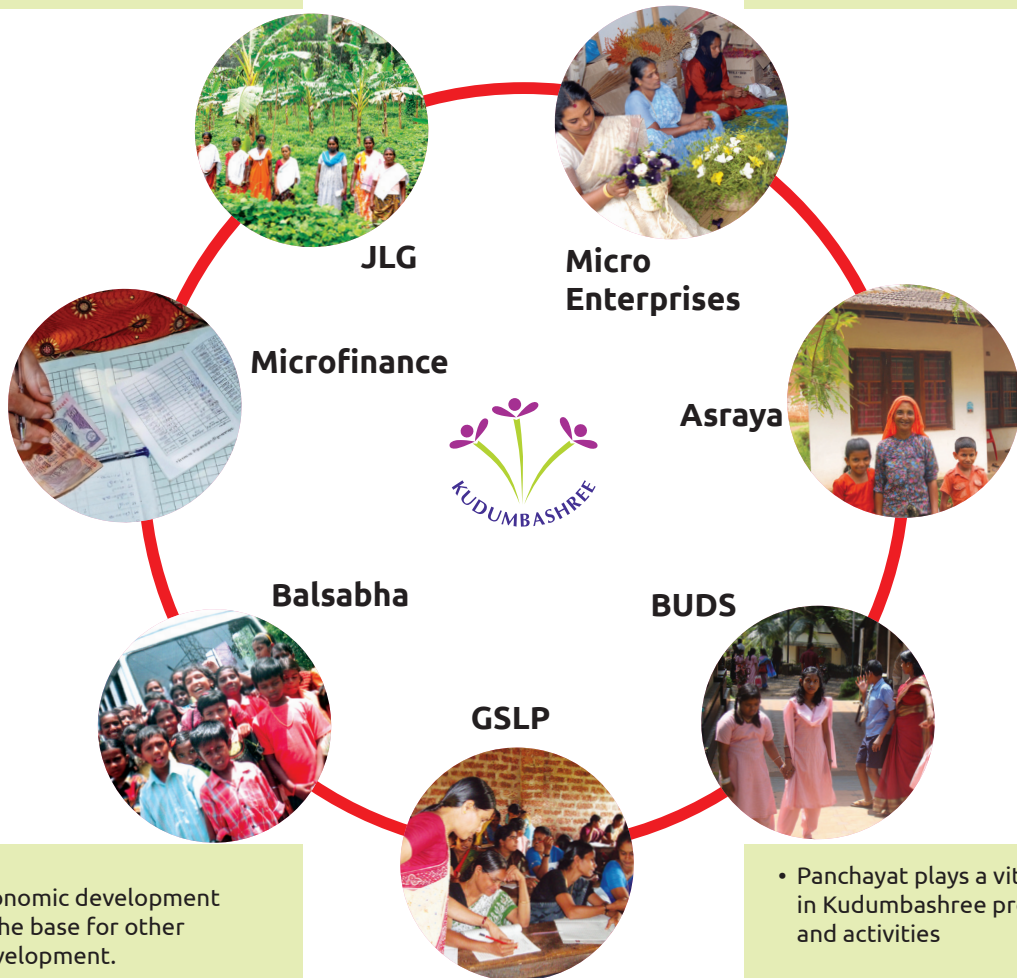 JLG
Micro
Enterprises
Microfinance
Asraya
KUDUMBASHREE
Balsabha
BUDS
GSLP
onomic development
he base for other
velopment.
• Panchayat plays a vit
in Kudumbashree pr
and activities